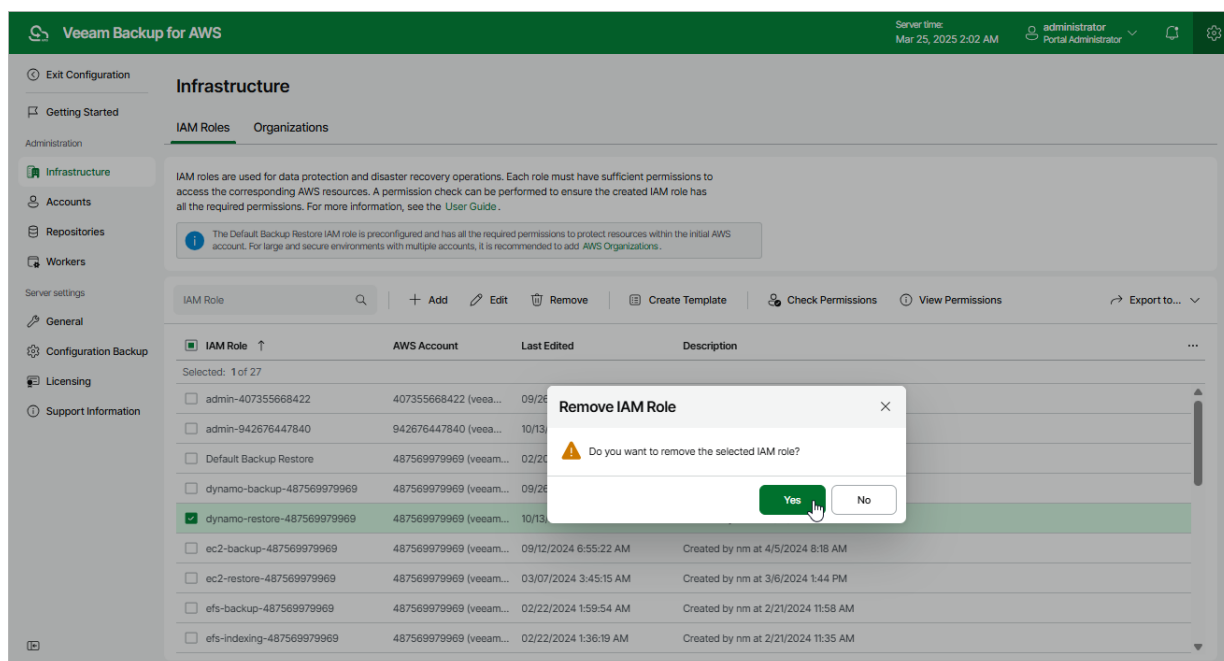 Veeam Backup for AWS
Server time:
Mar 25, 2025 2:02 AM
administrator
Portal Administrator
Exit Configuration
Getting Started
Administration
Infrastructure
Accounts
Repositories
Workers
Server settings
General
Configuration Backup
Licensing
Support Information
Infrastructure
IAM Roles Organizations
IAM roles are used for data protection and disaster recovery operations. Each role must have sufficient permissions to
access the corresponding AWS resources. A permission check can be performed to ensure the created IAM role has
all the required permissions. For more information, see the User Guide.
The Default Backup Restore IAM role is preconfigured and has all the required permissions to protect resources within the initial AWS
account. For large and secure environments with multiple accounts, it is recommended to add AWS Organizations.
IAM Role Add Edit Remove Create Template Check Permissions View Permissions Export to...
IAM Role AWS Account Last Edited Description
Selected: 1 of 27
admin-407355668422 407355668422 (veea... 09/26
admin-942676447840 942676447840 (veea... 10/13/
Default Backup Restore 487569979969 (veeam... 02/20
dynamo-backup-487569979969 487569979969 (veeam... 09/26
dynamo-restore-487569979969 487569979969 (veeam... 10/13/
ec2-backup-487569979969 487569979969 (veeam... 09/12/2024 6:55:22 AM Created by nm at 4/5/2024 8:18 AM
ec2-restore-487569979969 487569979969 (veeam... 03/07/2024 3:45:15 AM Created by nm at 3/6/2024 1:44 PM
efs-backup-487569979969 487569979969 (veeam... 02/22/2024 1:59:54 AM Created by nm at 2/21/2024 11:58 AM
efs-indexing-487569979969 487569979969 (veeam... 02/22/2024 1:36:19 AM Created by nm at 2/21/2024 11:35 AM
Remove IAM Role
Do you want to remove the selected IAM role?
Yes No